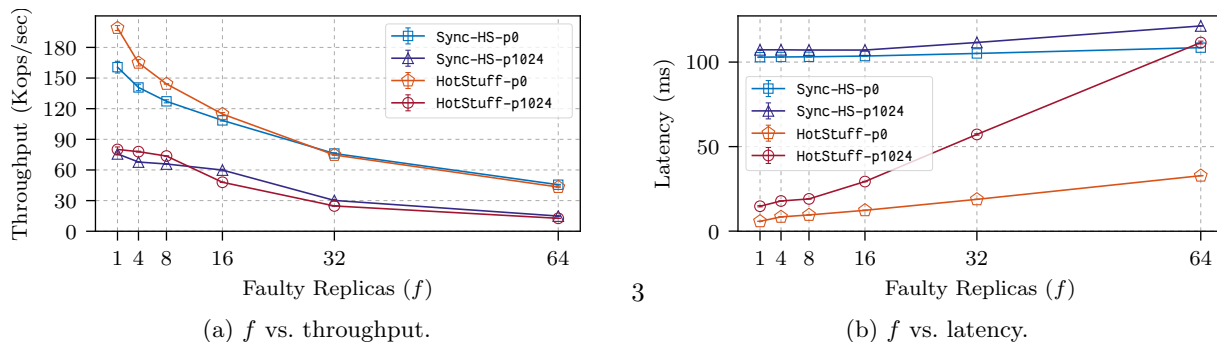 Throughput (Kops/sec)
180
150
120
90
60
30
0
Sync-HS-p0
Sync-HS-p1024
HotStuff-p0
HotStuff-p1024
1 4 8 16 32 64
Faulty Replicas (f)
(a) f vs. throughput.
3
Latency (ms)
100
50
0
Sync-HS-p0
Sync-HS-p1024
HotStuff-p0
HotStuff-p1024
1 4 8 16 32 64
Faulty Replicas (f)
(b) f vs. latency.